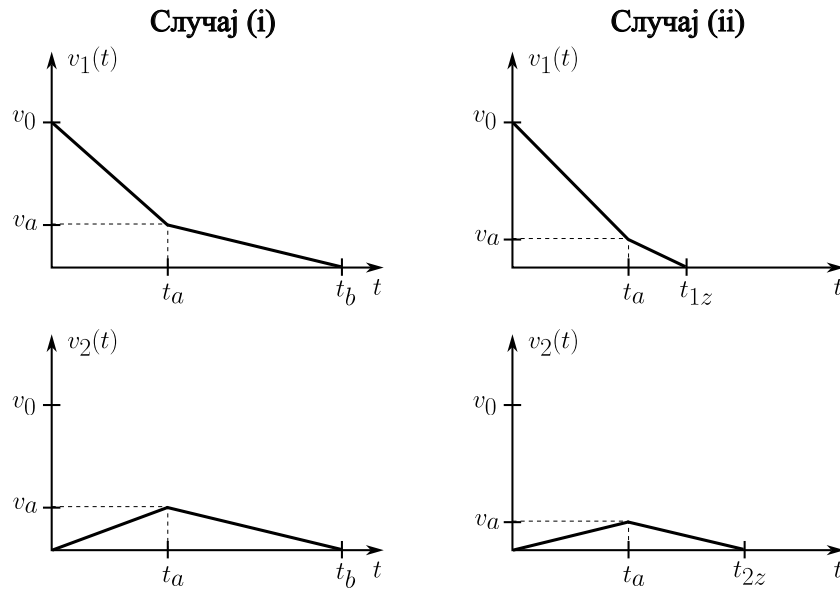 Случај (i)
v1(t)
v0
va
ta
tb
t
Случај (ii)
v1(t)
v0
va
ta
t1z
t
v2(t)
v0
va
ta
tb
t
v2(t)
v0
va
ta
t2z
t